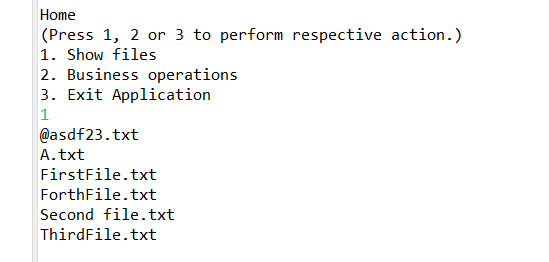 Home
(Press 1, 2 or 3 to perform respective action.)
1. Show files
2. Business operations
3. Exit Application
1
@asdf23.txt
A.txt
FirstFile.txt
ForthFile.txt
Second file.txt
ThirdFile.txt